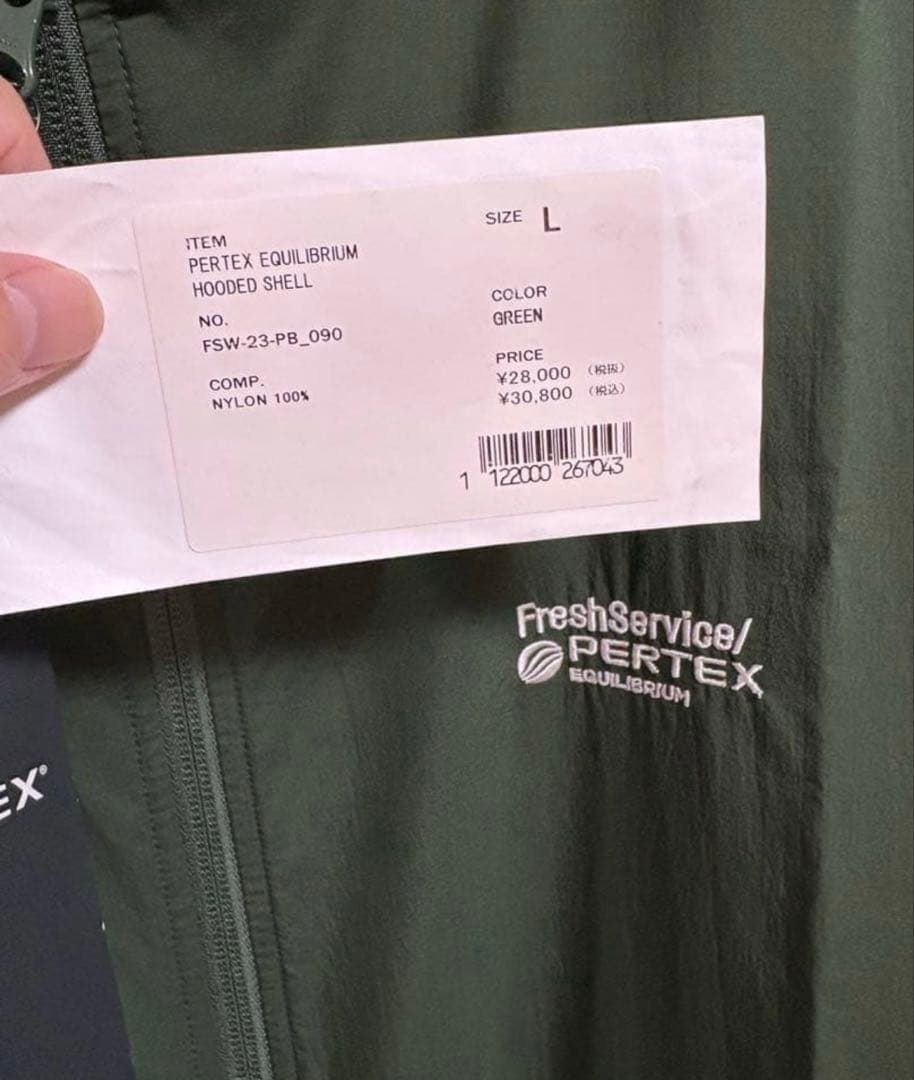 ITEM
PERTEX EQUILIBRIUM
HOODED SHELL
NO.
FSW-23-PB_090
COMP.
NYLON 100%
SIZE L
COLOR
GREEN
PRICE
¥28,000 (税抜)
¥30,800 (税込)
1 122000 267043
FreshService/
PERTEX
EQUILIBRIUM
EX®